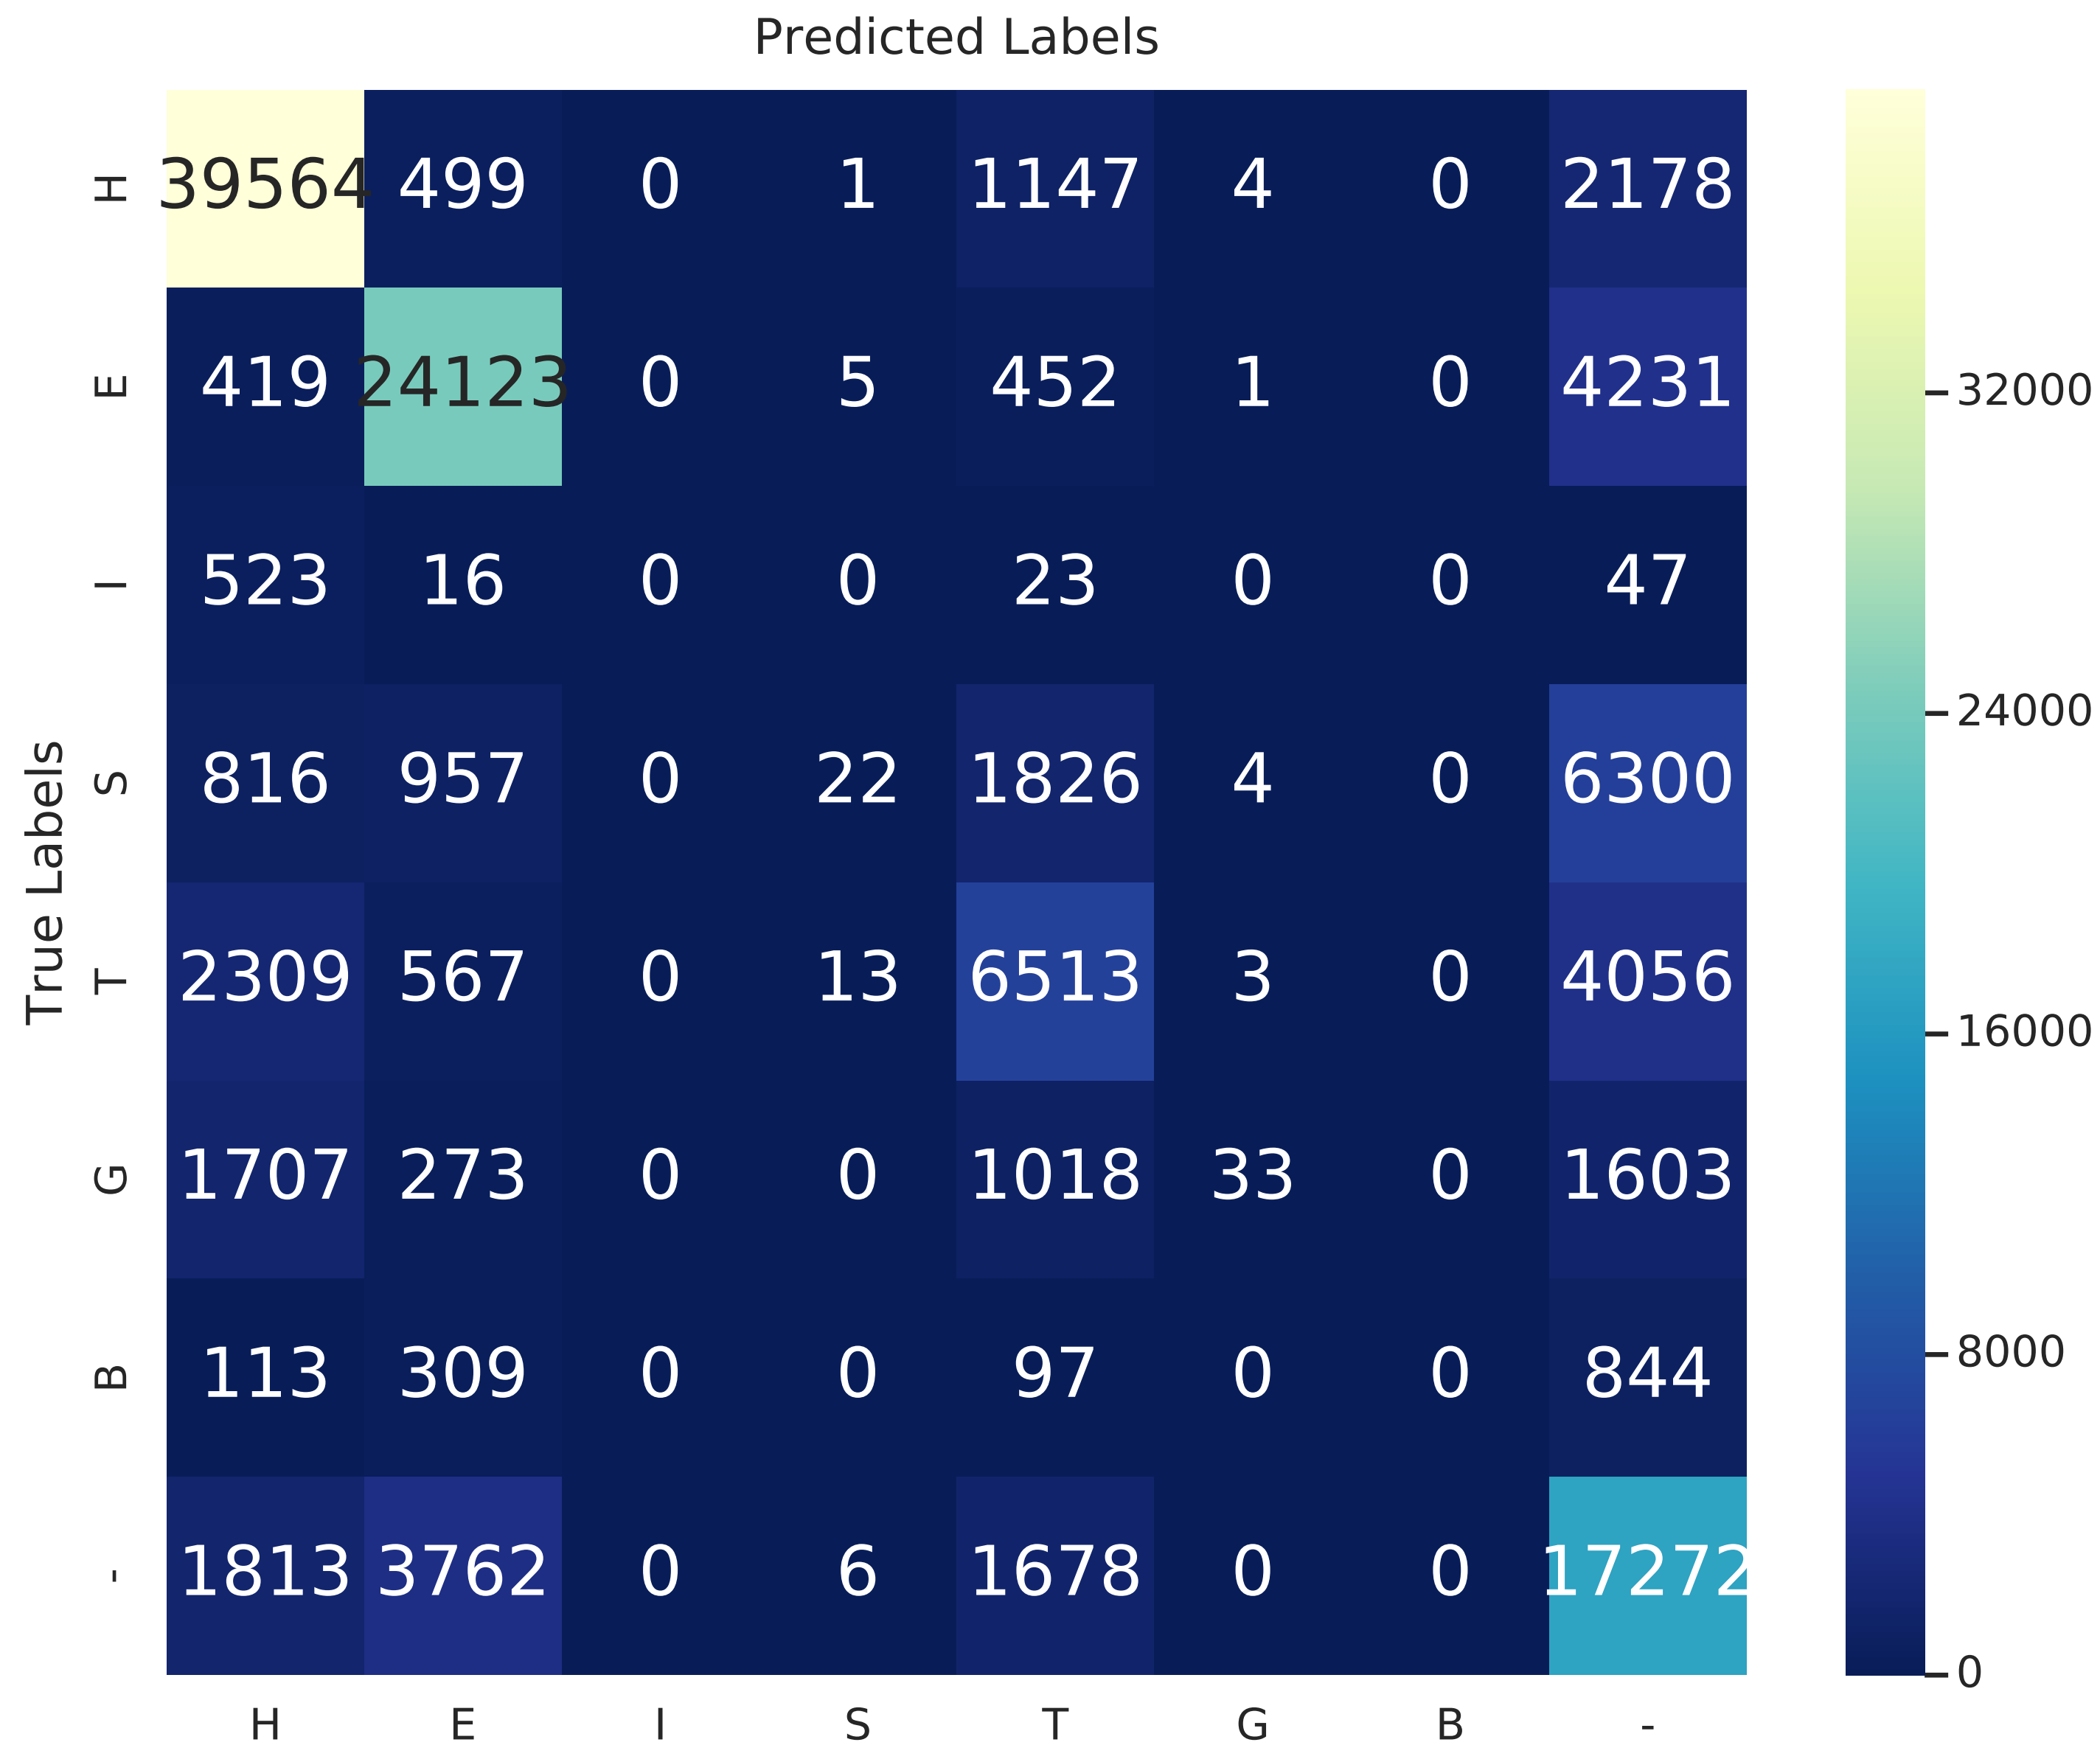 Predicted Labels
H 39564 499 0 1 1147 4 0 2178
E 419 24123 0 5 452 1 0 4231
I 523 16 0 0 23 0 0 47
S 816 957 0 22 1826 4 0 6300
T 2309 567 0 13 6513 3 0 4056
G 1707 273 0 0 1018 33 0 1603
B 113 309 0 0 97 0 0 844
- 1813 3762 0 6 1678 0 0 17272
H E I S T G B -
True Labels
32000
24000
16000
8000
0